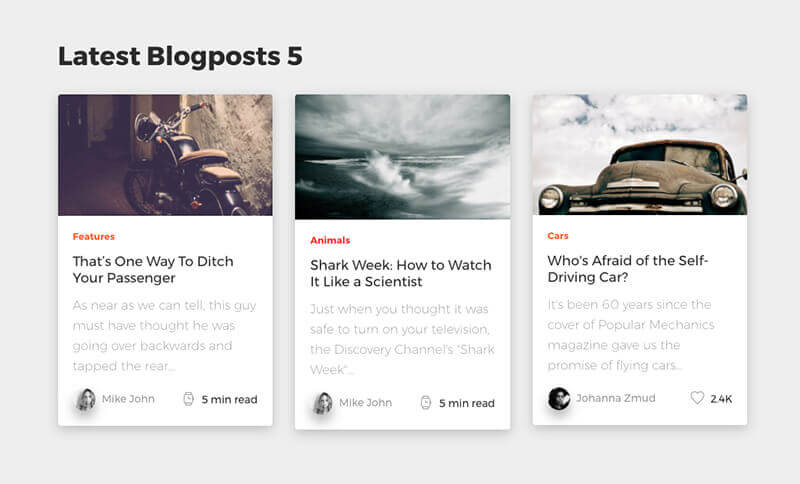 Latest Blogposts 5
Features
That's One Way To Ditch
Your Passenger
As near as we can tell, this guy
must have thought he was
going over backwards and
tapped the rear...
Mike John
5 min read
Animals
Shark Week: How to Watch
It Like a Scientist
Just when you thought it was
safe to turn on your television,
the Discovery Channel's "Shark
Week"...
Mike John
5 min read
Cars
Who's Afraid of the Self-
Driving Car?
It's been 60 years since the
cover of Popular Mechanics
magazine gave us the
promise of flying cars...
Johanna Zmud
2.4K